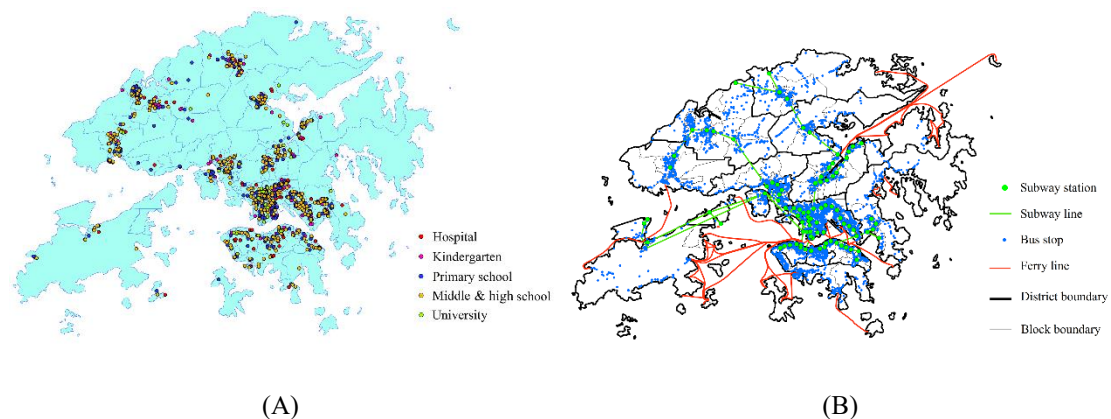 Hospital
Kindergarten
Primary school
Middle & high school
University
Subway station
Subway line
Bus stop
Ferry line
District boundary
Block boundary
(A)
(B)